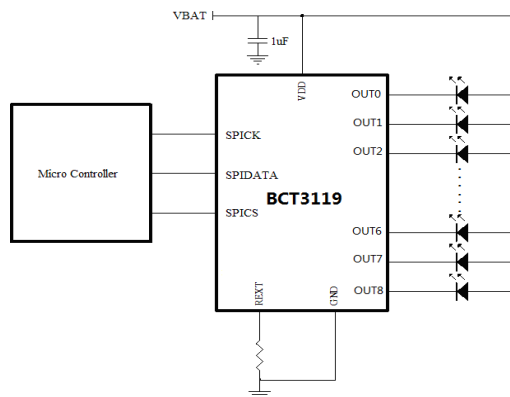 VBAT
1uF
VDD
OUT0
OUT1
OUT2
SPICK
Micro Controller
SPIDATA
BCT3119
SPICS
OUT6
OUT7
OUT8
REXT
GND